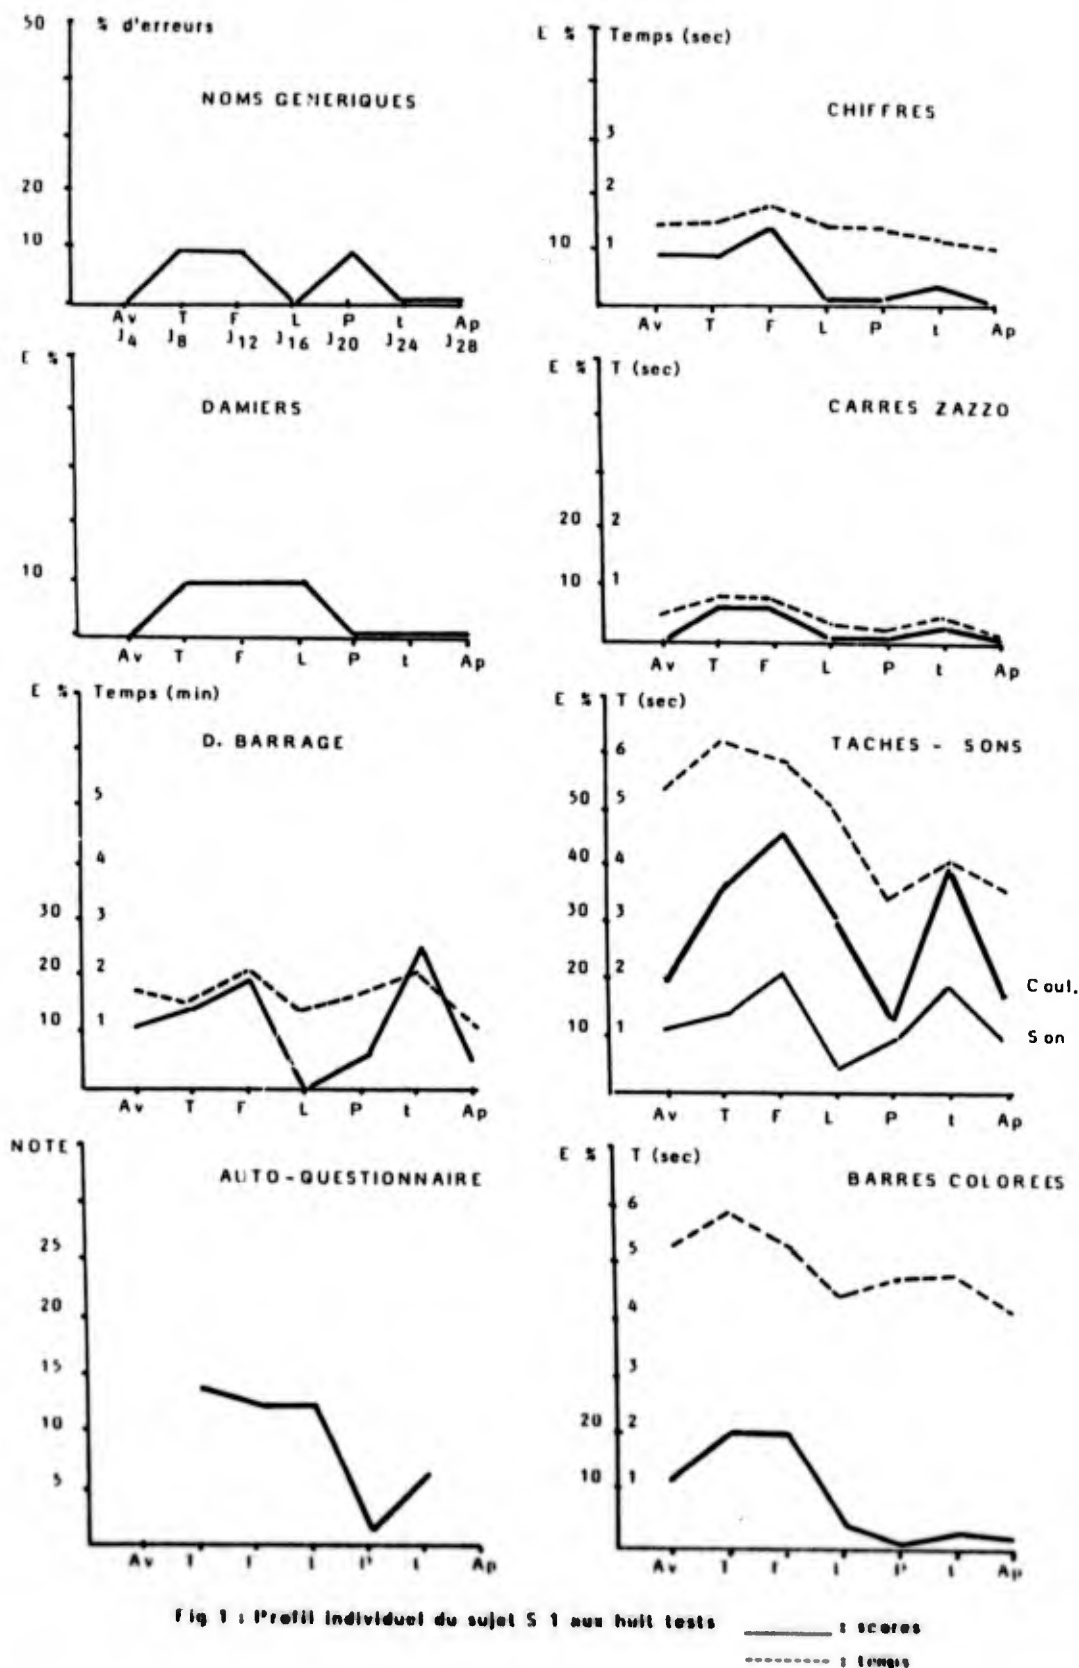 50 % d'erreurs
NOMS GENERIQUES
20
10
Av T F L P t Ap
J4 J8 J12 J16 J20 J24 J28
E % Temps (sec)
CHIFFRES
3
2
10 1
Av T F L P t Ap
E %
DAMIERS
10
Av T F L P t Ap
E % T (sec)
CARRES ZAZZO
20 2
10 1
Av T F L P t Ap
E % Temps (min)
D. BARRAGE
5
4
30 3
20 2
10 1
Av T F L P t Ap
E % T (sec)
TACHES - SONS
6
50 5
40 4
30 3
20 2
Coul.
10 1
Son
Av T F L P t Ap
NOTE
AUTO-QUESTIONNAIRE
25
20
15
10
5
Av T F L P t Ap
E % T (sec)
BARRES COLOREES
6
5
4
3
20 2
10 1
Av T F L P t Ap
Fig 1 : Profil individuel du sujet S 1 aux huit tests
: scores
: temps